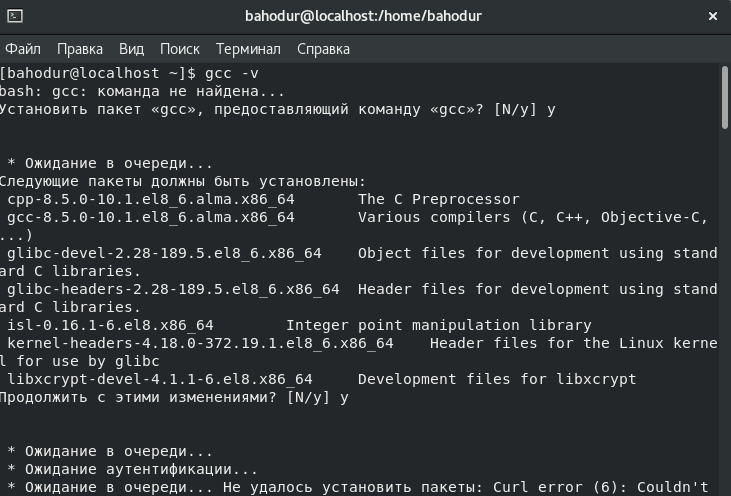 bahodur@localhost:/home/bahodur
Файл Правка Вид Поиск Терминал Справка
[bahodur@localhost ~]$ gcc -v
bash: gcc: команда не найдена...
Установить пакет «gcc», предоставляющий команду «gcc»? [N/y] y
* Ожидание в очереди...
Следующие пакеты должны быть установлены:
cpp-8.5.0-10.1.el8_6.alma.x86_64 The C Preprocessor
gcc-8.5.0-10.1.el8_6.alma.x86_64 Various compilers (C, C++, Objective-C,
...)
glibc-devel-2.28-189.5.el8_6.x86_64 Object files for development using stand
ard C libraries.
glibc-headers-2.28-189.5.el8_6.x86_64 Header files for development using stand
ard C libraries.
isl-0.16.1-6.el8.x86_64 Integer point manipulation library
kernel-headers-4.18.0-372.19.1.el8_6.x86_64 Header files for the Linux kerne
l for use by glibc
libxcrypt-devel-4.1.1-6.el8.x86_64 Development files for libxcrypt
Продолжить с этими изменениями? [N/y] y
* Ожидание в очереди...
* Ожидание аутентификации...
* Ожидание в очереди... Не удалось установить пакеты: Curl error (6): Couldn't